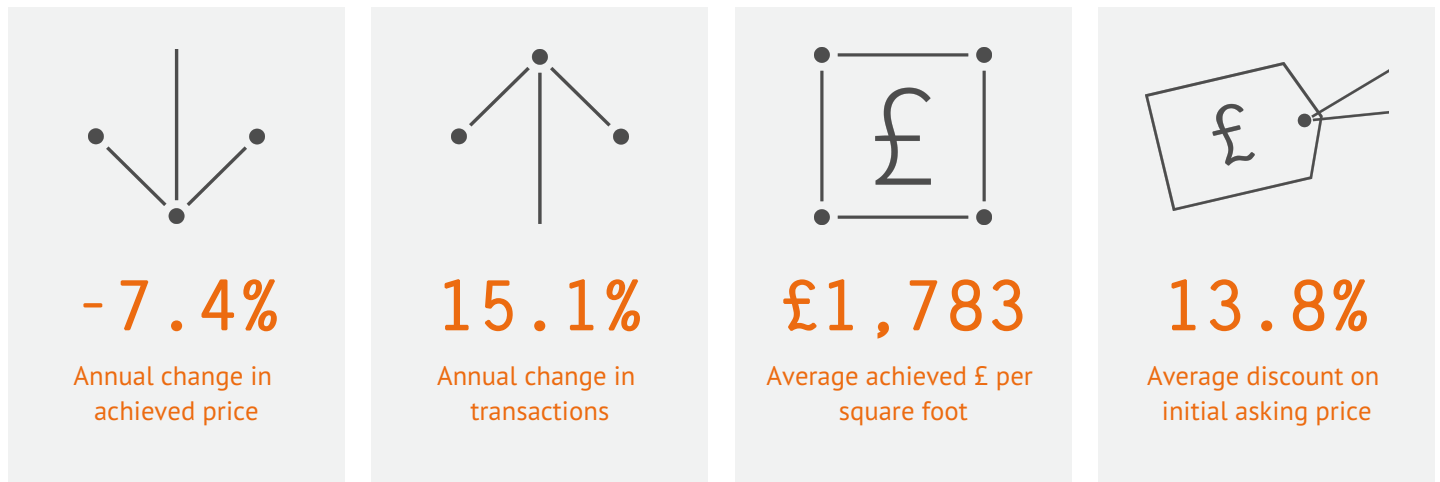 £
£
-7.4%
Annual change in
achieved price
15.1%
Annual change in
transactions
£1,783
Average achieved £ per
square foot
13.8%
Average discount on
initial asking price